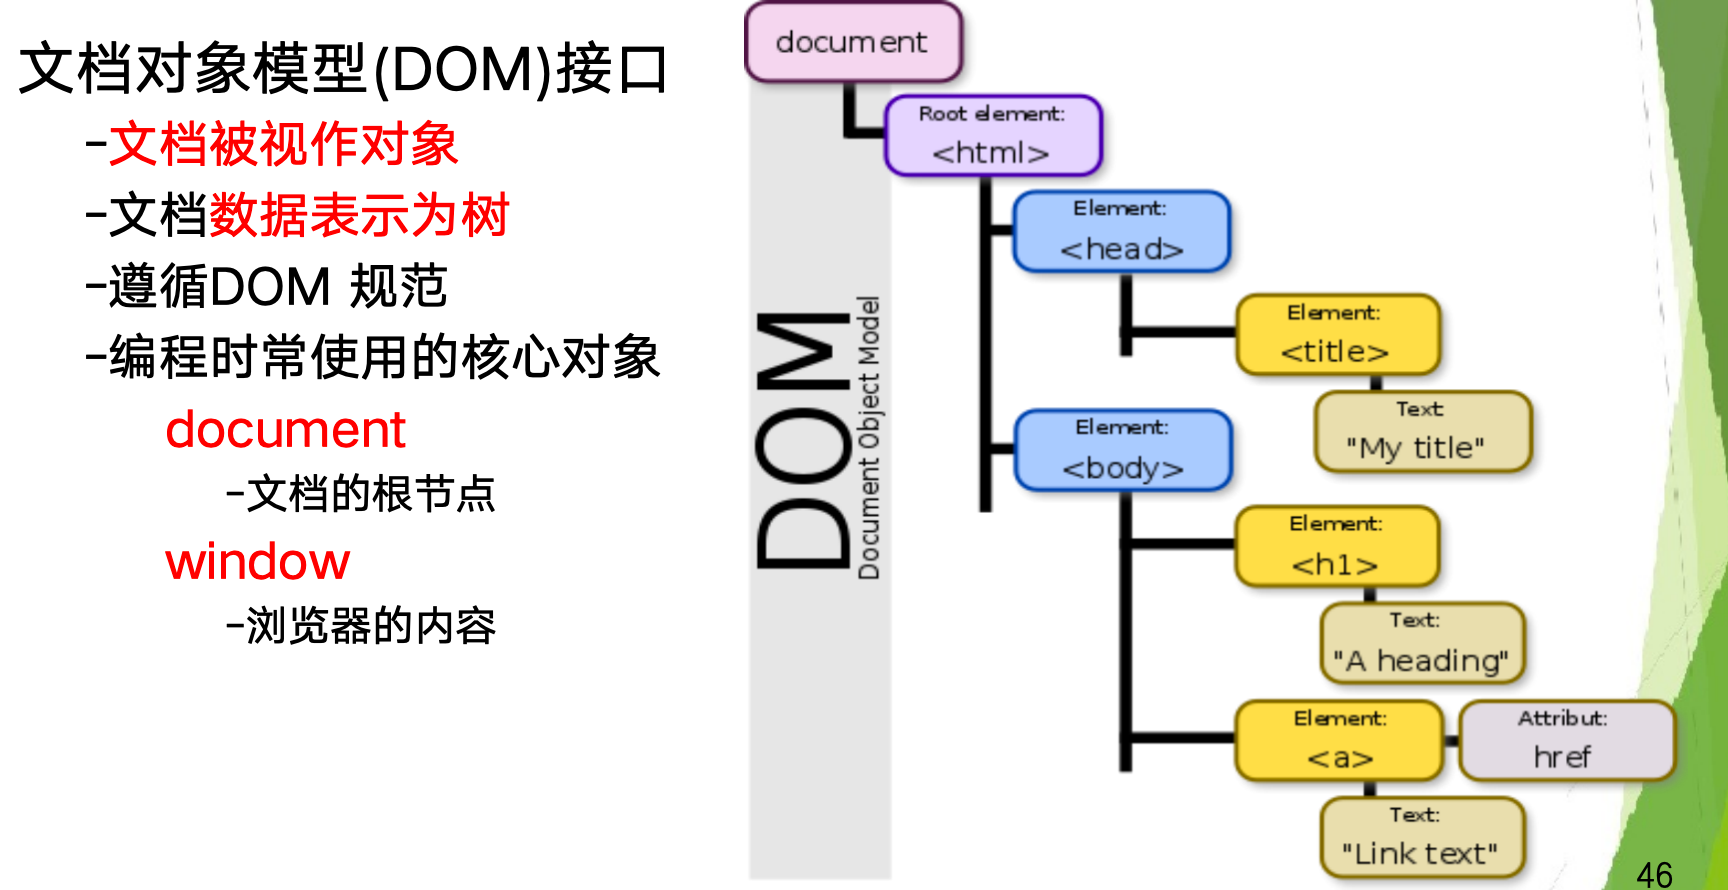 文档对象模型(DOM)接口
-文档被视作对象
-文档数据表示为树
-遵循DOM 规范
-编程时常使用的核心对象
document
-文档的根节点
window
-浏览器的内容
DOM
Document Object Model
document
Root element:
<html>
Element:
<head>
Element:
<title>
Text
"My title"
Element:
<body>
Element:
<h1>
Text:
"A heading"
Element:
<a>
Attribut:
href
Text:
"Link text"
46